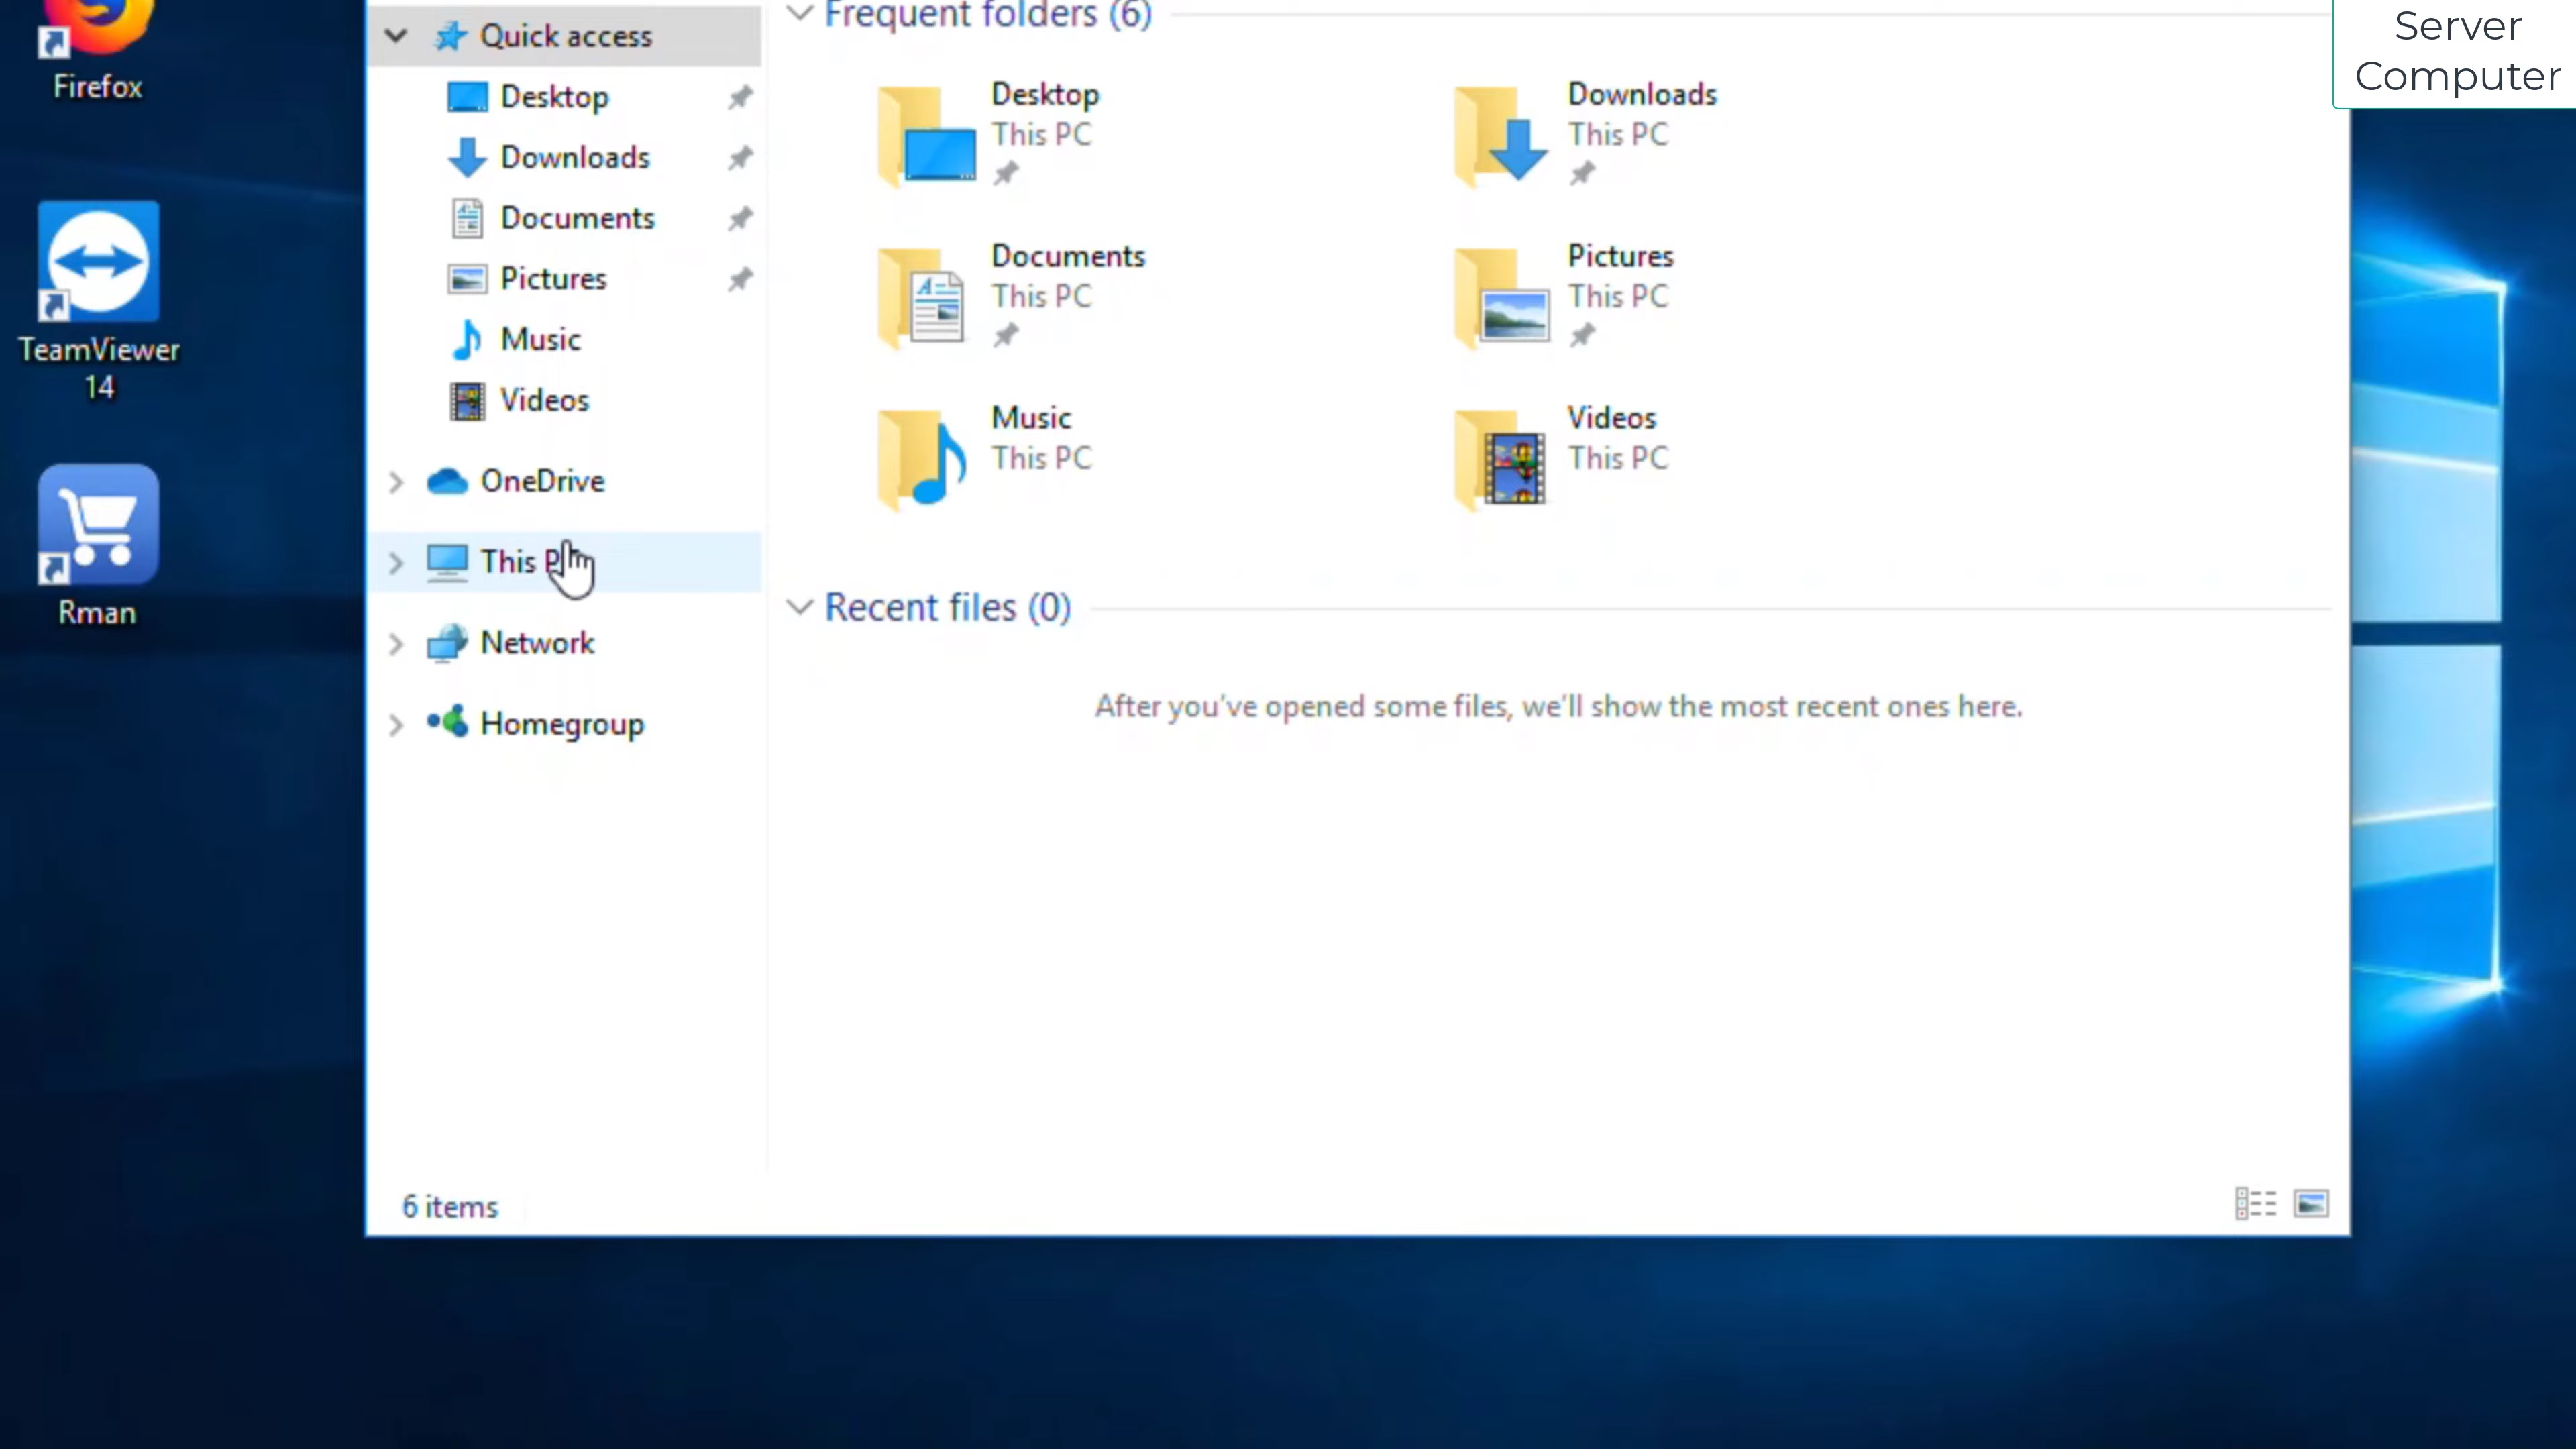 Firefox
TeamViewer
14
Rman
Quick access
Desktop
Downloads
Documents
Pictures
Music
Videos
OneDrive
This P
Network
Homegroup
Frequent folders (6)
Desktop
This PC
Downloads
This PC
Documents
This PC
Pictures
This PC
Music
This PC
Videos
This PC
Recent files (0)
After you've opened some files, we'll show the most recent ones here.
6 items
Server
Computer